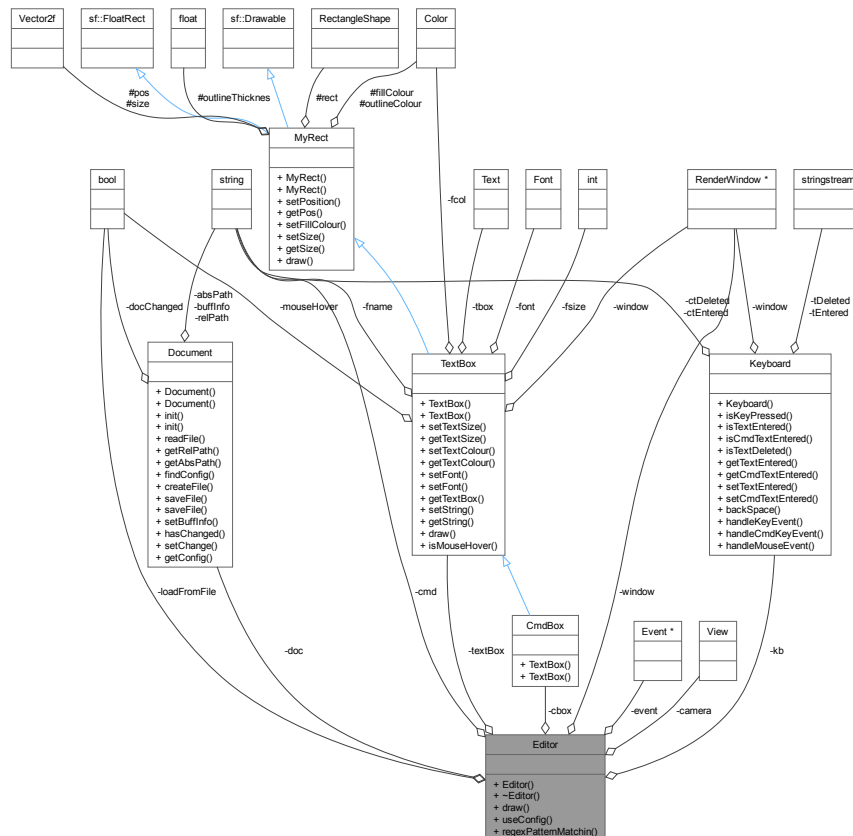 Vector2f
sf::FloatRect
float
sf::Drawable
RectangleShape
Color
#pos
#size
#outlineThicknes
#rect
#fillColour
#outlineColour
MyRect
+ MyRect()
+ MyRect()
+ setPosition()
+ getPos()
+ setFillColour()
+ setSize()
+ getSize()
+ draw()
bool
string
Text
Font
int
RenderWindow *
stringstream
-fcol
-docChanged
-absPath
-buffInfo
-relPath
-mouseHover
-fname
-tbox
-font
-fsize
-window
-ctDeleted
-ctEntered
-window
-tDeleted
-tEntered
Document
+ Document()
+ Document()
+ init()
+ init()
+ readFile()
+ getRelPath()
+ getAbsPath()
+ findConfig()
+ createFile()
+ saveFile()
+ saveFile()
+ setBuffInfo()
+ hasChanged()
+ setChange()
+ getConfig()
TextBox
+ TextBox()
+ TextBox()
+ setTextSize()
+ getTextSize()
+ setTextColour()
+ getTextColour()
+ setFont()
+ setFont()
+ getTextBox()
+ setString()
+ getString()
+ draw()
+ isMouseHover()
Keyboard
+ Keyboard()
+ isKeyPressed()
+ isTextEntered()
+ isCmdTextEntered()
+ isTextDeleted()
+ getTextEntered()
+ getCmdTextEntered()
+ setTextEntered()
+ setCmdTextEntered()
+ backSpace()
+ handleKeyEvent()
+ handleCmdKeyEvent()
+ handleMouseEvent()
-loadFromFile
-cmd
-window
CmdBox
+ TextBox()
+ TextBox()
Event *
View
-doc
-textBox
-kb
-cbox
-event
-camera
Editor
+ Editor()
+ ~Editor()
+ draw()
+ useConfig()
+ regexPatternMatchin()